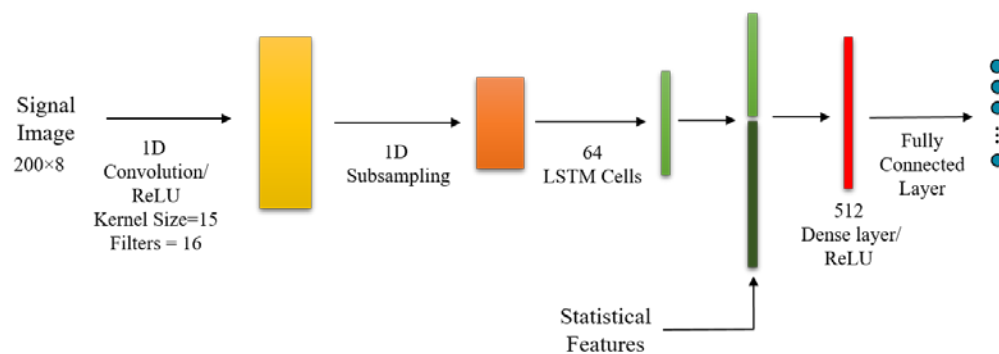 Signal
Image
200×8
1D
Convolution/
ReLU
Kernel Size=15
Filters = 16
1D
Subsampling
64
LSTM Cells
Statistical
Features
512
Dense layer/
ReLU
Fully
Connected
Layer